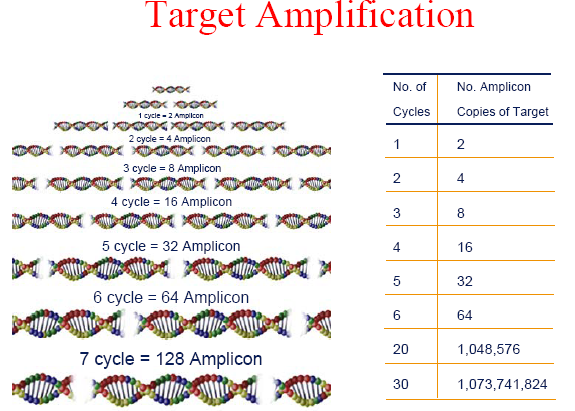 Target Amplification
1 cycle = 2 Amplicon
2 cycle = 4 Amplicon
3 cycle = 8 Amplicon
4 cycle = 16 Amplicon
5 cycle = 32 Amplicon
6 cycle = 64 Amplicon
7 cycle = 128 Amplicon
No. of No. Amplicon
Cycles Copies of Target
1 2
2 4
3 8
4 16
5 32
6 64
20 1,048,576
30 1,073,741,824